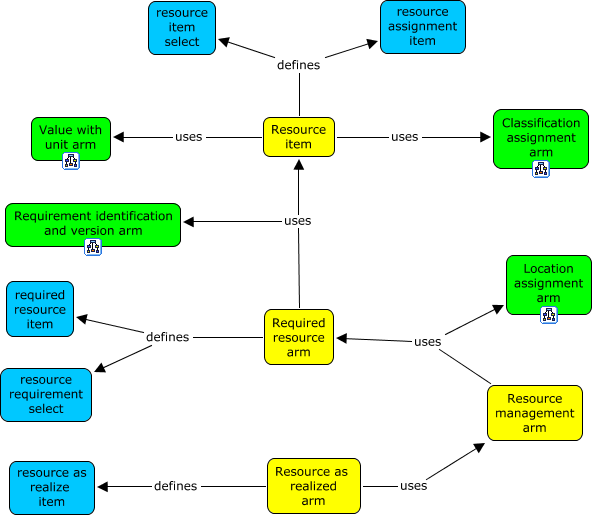 resource
item
select
resource
assignment
item
defines
Value with
unit arm
uses
Resource
item
uses
Classification
assignment
arm
Requirement identification
and version arm
uses
required
resource
item
defines
Required
resource
arm
uses
Location
assignment
arm
resource
requirement
select
Resource
management
arm
resource as
realize
item
defines
Resource as
realized
arm
uses